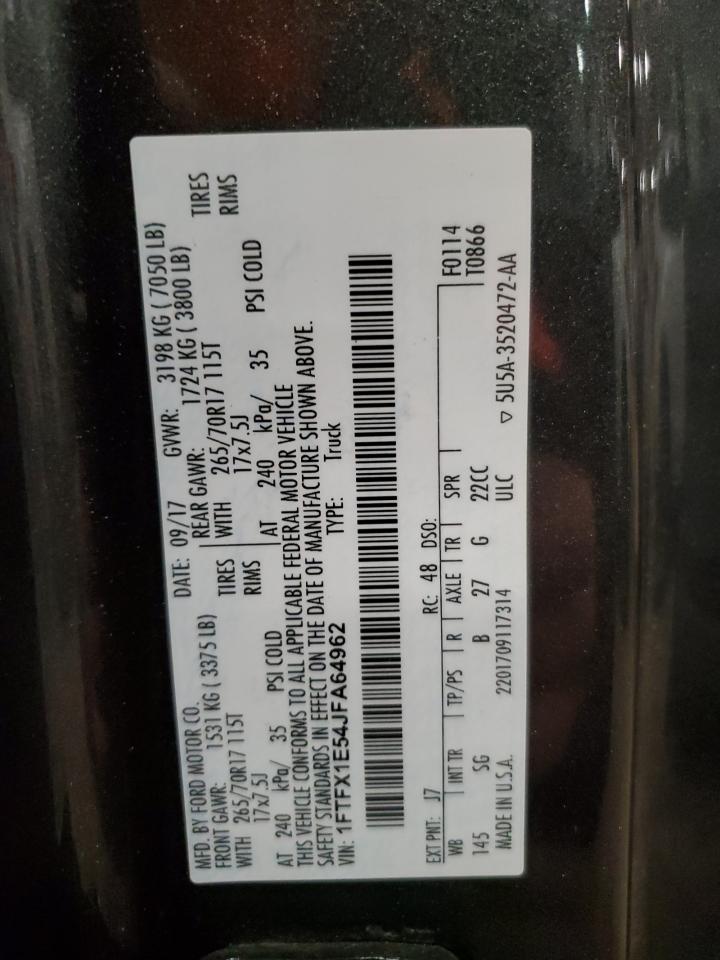 MFD. BY FORD MOTOR CO. DATE: 09/17 GVWR: 3198 KG ( 7050 LB)
FRONT GAWR: 1531 KG ( 3375 LB) REAR GAWR: 1724 KG ( 3800 LB)
WITH 265/70R17 115T TIRES WITH 265/70R17 115T TIRES
17x7.5J RIMS 17x7.5J RIMS
AT 240 kPa/ 35 PSI COLD AT 240 kPa/ 35 PSI COLD
THIS VEHICLE CONFORMS TO ALL APPLICABLE FEDERAL MOTOR VEHICLE
SAFETY STANDARDS IN EFFECT ON THE DATE OF MANUFACTURE SHOWN ABOVE.
VIN: 1FTFX1E54JFA64962 TYPE: Truck
EXT PNT: J7 RC: 48 DSO: F0114
WB INT TR TP/PS R AXLE TR SPR T0866
145 SG B 27 G 22CC
MADE IN U.S.A. 2201709117314 ULC ▽ 5U5A-3520472-AA